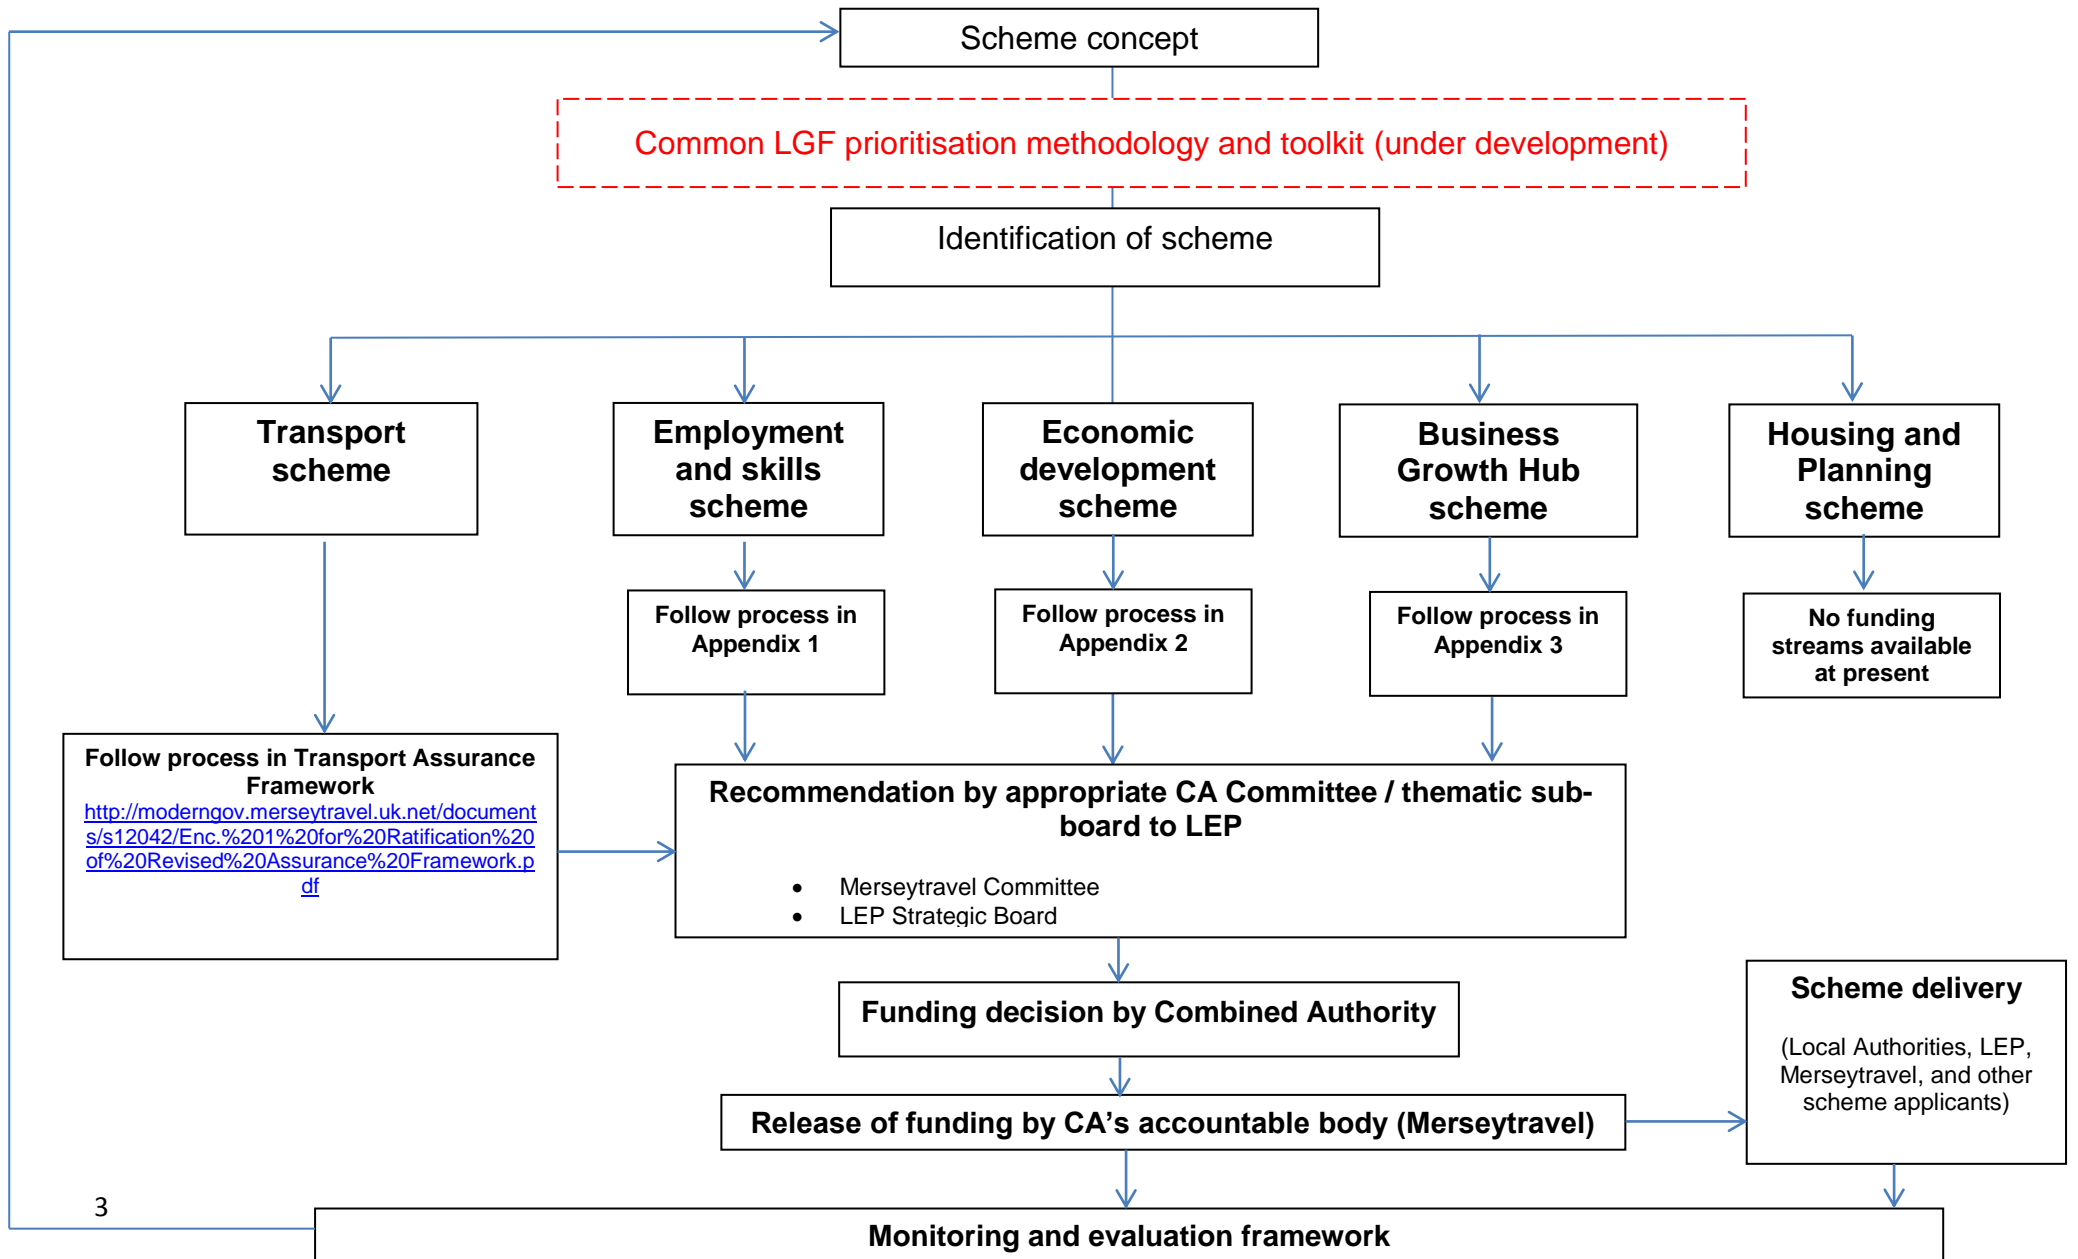 Scheme concept
Common LGF prioritisation methodology and toolkit (under development)
Identification of scheme
Transport
scheme
Employment
and skills
scheme
Economic
development
scheme
Business
Growth Hub
scheme
Housing and
Planning
scheme
Follow process in
Appendix 1
Follow process in
Appendix 2
Follow process in
Appendix 3
No funding
streams available
at present
Follow process in Transport Assurance
Framework
http://moderngov.merseytravel.uk.net/document
s/s12042/Enc.%201%20for%20Ratification%20
of%20Revised%20Assurance%20Framework.p
df
Recommendation by appropriate CA Committee / thematic sub-
board to LEP
• Merseytravel Committee
• LEP Strategic Board
Funding decision by Combined Authority
Scheme delivery
(Local Authorities, LEP,
Merseytravel, and other
scheme applicants)
Release of funding by CA's accountable body (Merseytravel)
3
Monitoring and evaluation framework